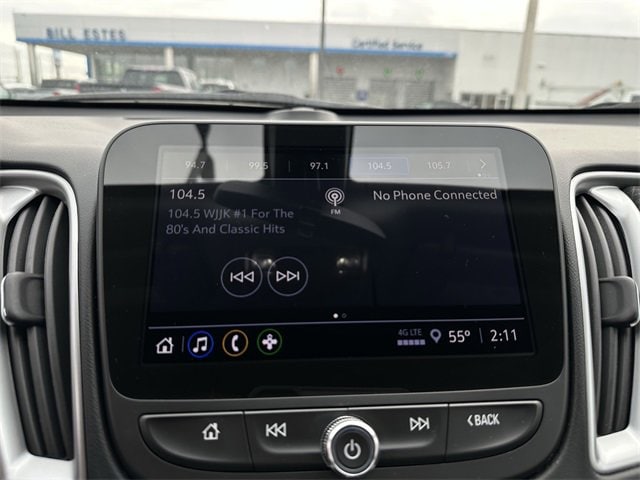 BILL ESTES
Certified Service
94.7 99.5 97.1 104.5 105.7
104.5
FM
No Phone Connected
104.5 WJJK #1 For The
80's And Classic Hits
4G LTE
55° 2:11
BACK